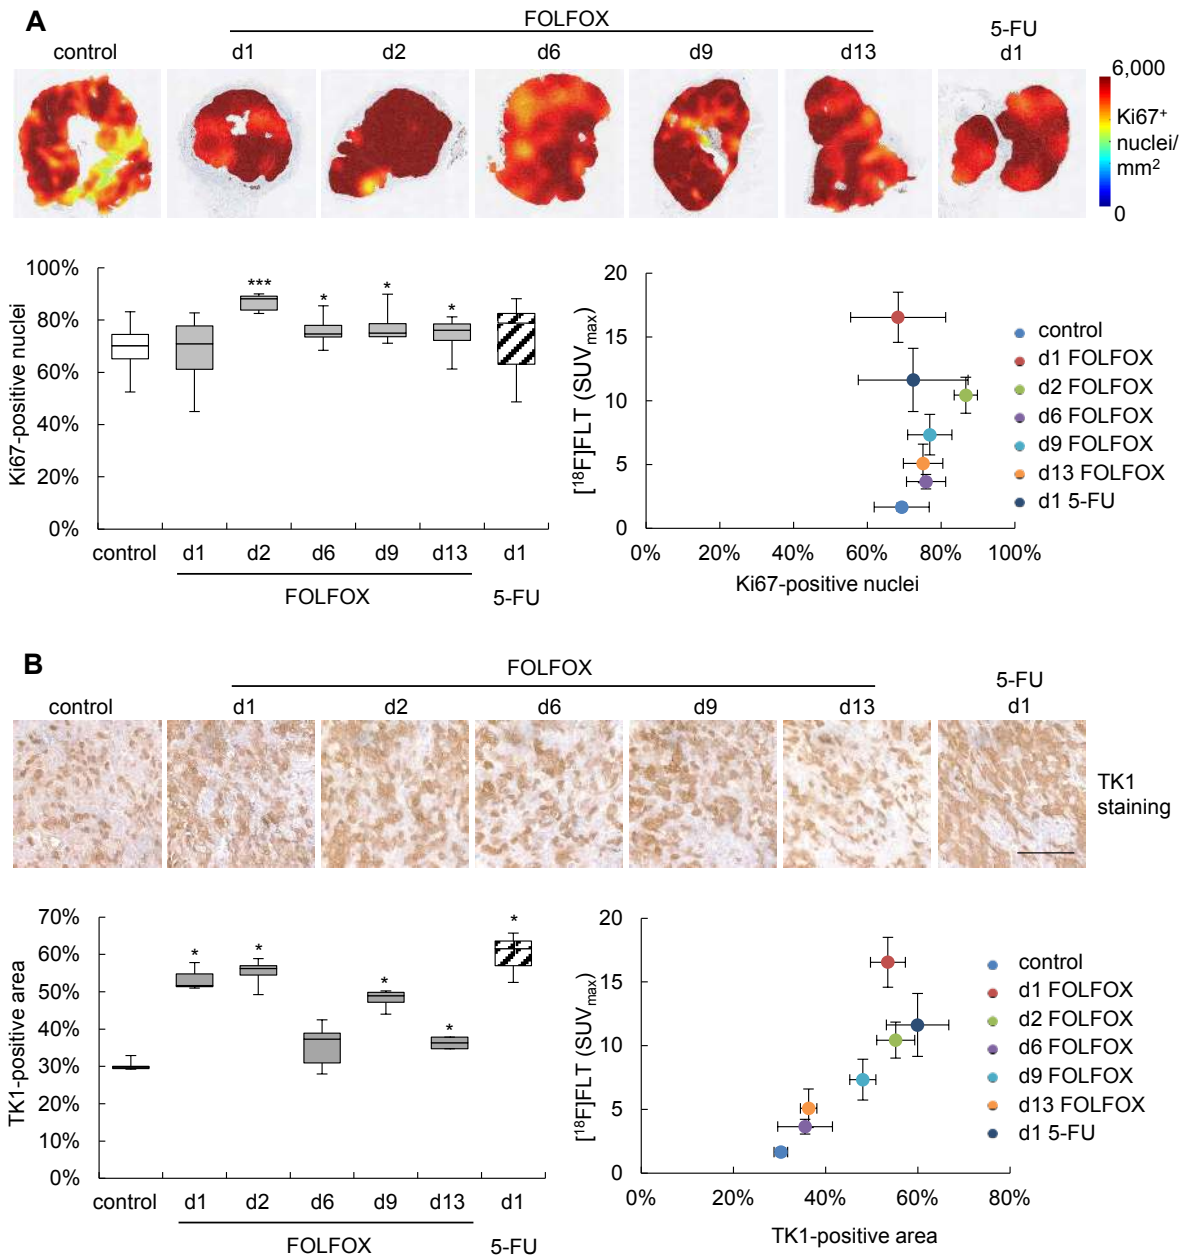 A
FOLFOX
control
d1
d2
d6
d9
d13
5-FU
d1
6,000
Ki67+
nuclei/
mm2
0
Ki67-positive nuclei
100%
80%
60%
40%
20%
0%
***
*
*
*
control
d1
d2
d6
d9
d13
d1
FOLFOX
5-FU
[18F]FLT (SUVmax)
20
15
10
5
0
0%
20%
40%
60%
80%
100%
Ki67-positive nuclei
control
d1 FOLFOX
d2 FOLFOX
d6 FOLFOX
d9 FOLFOX
d13 FOLFOX
d1 5-FU
B
FOLFOX
control
d1
d2
d6
d9
d13
5-FU
d1
TK1
staining
TK1-positive area
70%
60%
50%
40%
30%
20%
10%
0%
*
*
*
*
*
control
d1
d2
d6
d9
d13
d1
FOLFOX
5-FU
[18F]FLT (SUVmax)
20
15
10
5
0
0%
20%
40%
60%
80%
TK1-positive area
control
d1 FOLFOX
d2 FOLFOX
d6 FOLFOX
d9 FOLFOX
d13 FOLFOX
d1 5-FU